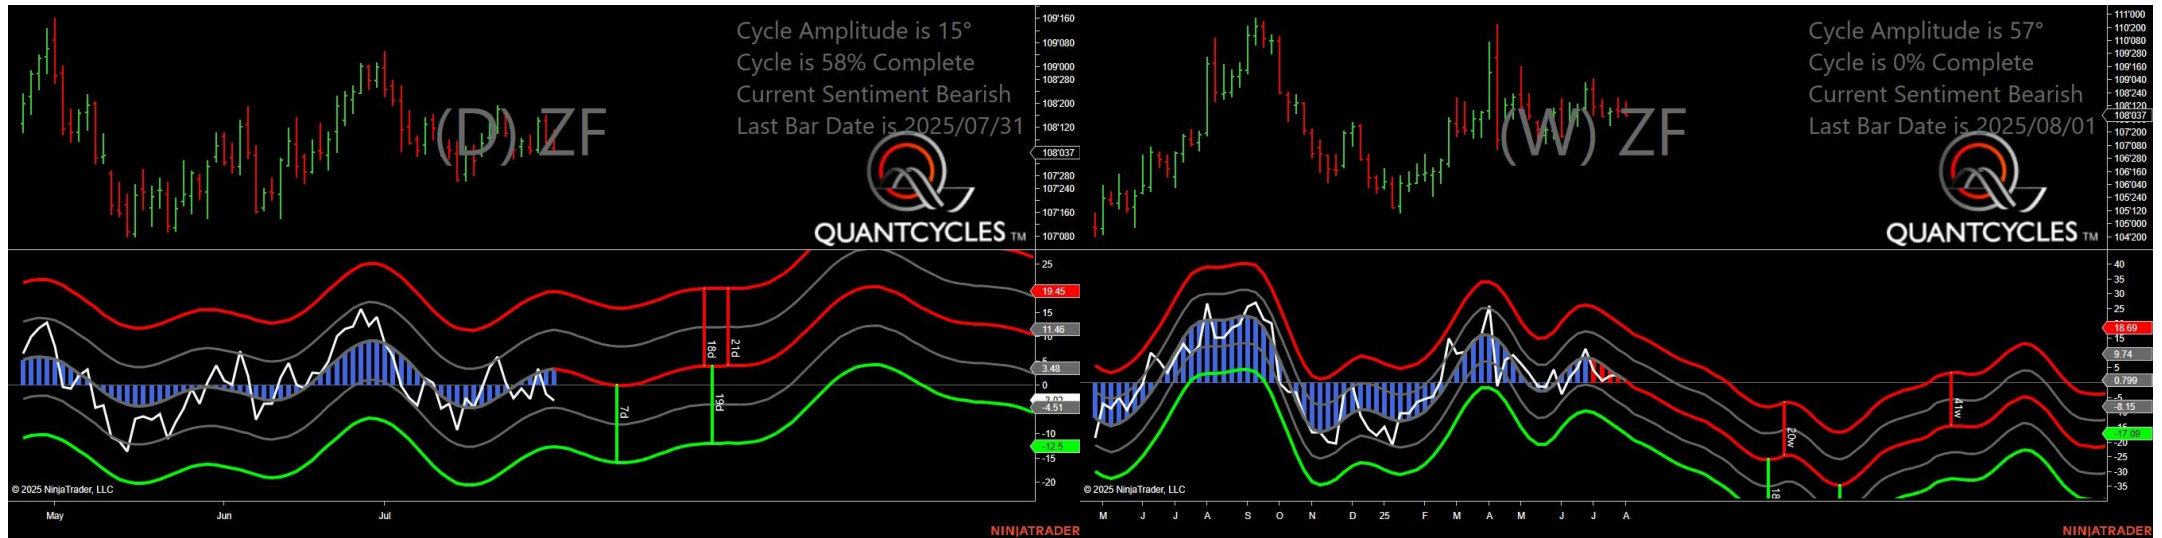 Cycle Amplitude is 15°
Cycle is 58% Complete
Current Sentiment Bearish
Last Bar Date is 2025/07/31
(D) ZF
QUANTCYCLES TM
109'160
109'080
109'000
108'280
108'200
108'120
108'037
107'280
107'240
107'160
107'080
25
19.45
15
11.46
10
5
3.48
0
-4.51
-10
-12.5
-15
-20
7d
18d
21d
19d
© 2025 NinjaTrader, LLC
May
Jun
Jul
NINJATRADER
Cycle Amplitude is 57°
Cycle is 0% Complete
Current Sentiment Bearish
Last Bar Date is 2025/08/01
(W) ZF
QUANTCYCLES TM
111'000
110'200
110'080
109'280
109'160
109'040
108'240
108'120
108'037
107'200
107'080
106'280
106'160
106'040
105'240
105'120
105'000
104'200
40
35
30
25
18.69
15
9.74
5
0.799
-5
-8.15
-17.09
-20
-25
-30
-35
20w
41w
18
© 2025 NinjaTrader, LLC
M
J
J
A
S
O
N
D
25
F
M
A
M
J
J
A
NINJATRADER